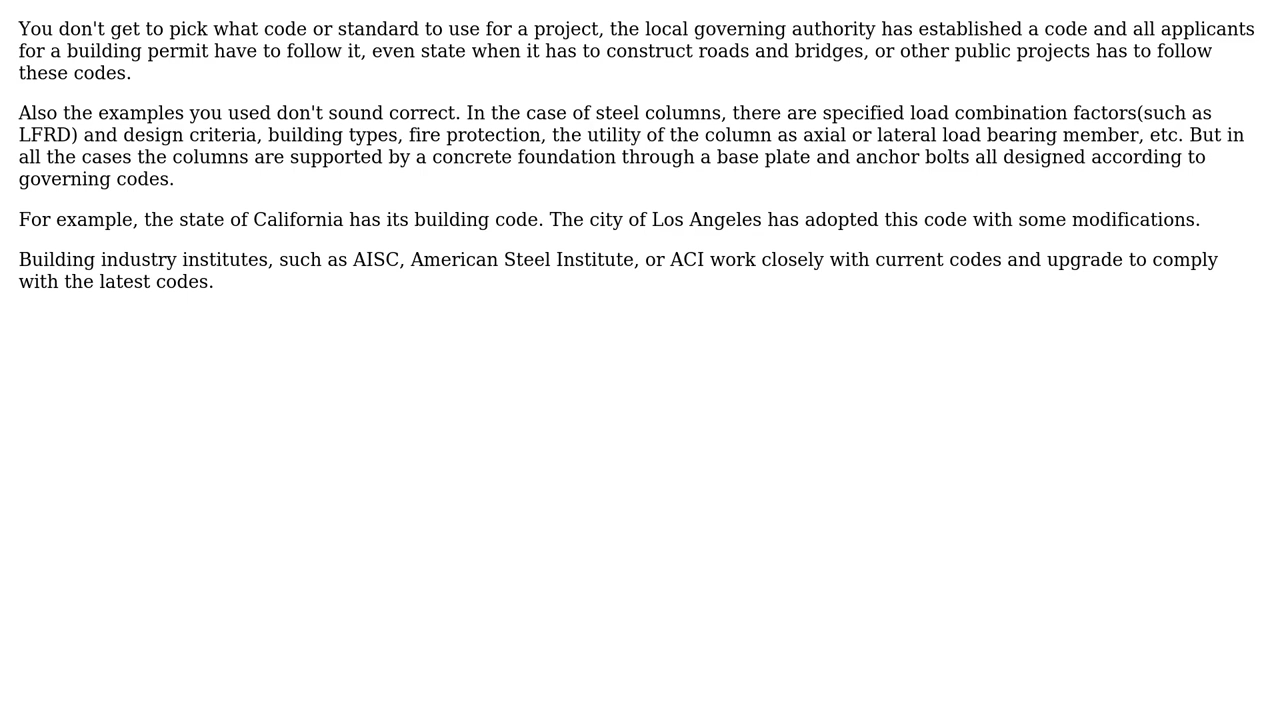 You don't get to pick what code or standard to use for a project, the local governing authority has established a code and all applicants
for a building permit have to follow it, even state when it has to construct roads and bridges, or other public projects has to follow
these codes.
Also the examples you used don't sound correct. In the case of steel columns, there are specified load combination factors(such as
LFRD) and design criteria, building types, fire protection, the utility of the column as axial or lateral load bearing member, etc. But in
all the cases the columns are supported by a concrete foundation through a base plate and anchor bolts all designed according to
governing codes.
For example, the state of California has its building code. The city of Los Angeles has adopted this code with some modifications.
Building industry institutes, such as AISC, American Steel Institute, or ACI work closely with current codes and upgrade to comply
with the latest codes.